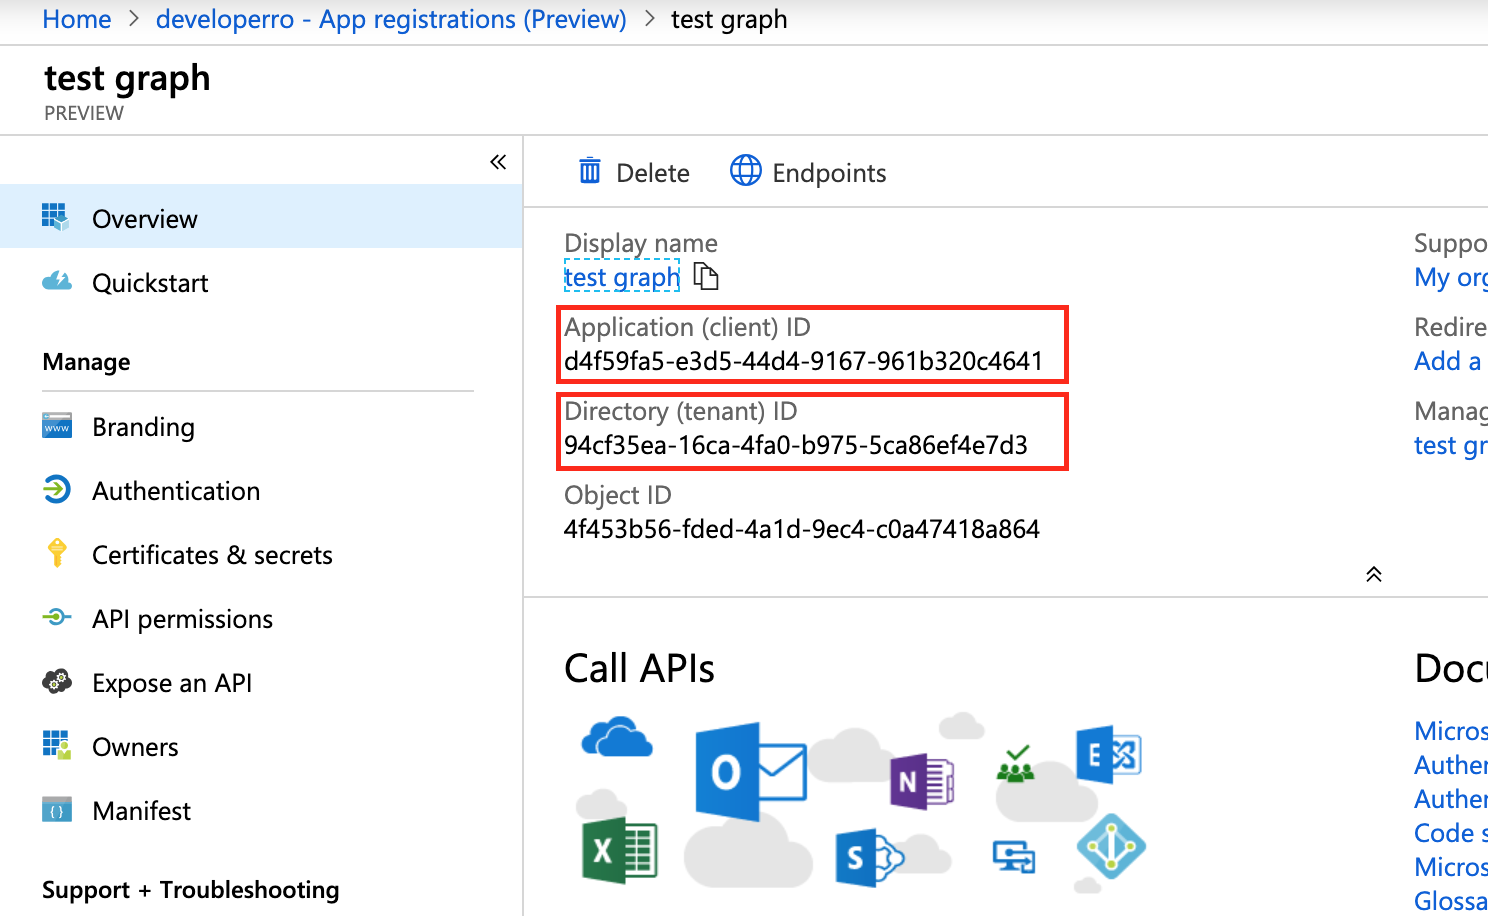 Home > developerro - App registrations (Preview) > test graph
test graph
PREVIEW
«
Overview
Quickstart
Manage
Branding
Authentication
Certificates & secrets
API permissions
Expose an API
Owners
Manifest
Support + Troubleshooting
Delete
Endpoints
Display name
test graph
Application (client) ID
d4f59fa5-e3d5-44d4-9167-961b320c4641
Directory (tenant) ID
94cf35ea-16ca-4fa0-b975-5ca86ef4e7d3
Object ID
4f453b56-fded-4a1d-9ec4-c0a47418a864
Suppo
My org
Redire
Add a
Manag
test gr
Call APIs
O
N
E
X
S
Docu
Micros
Auther
Auther
Code s
Micros
Glossa